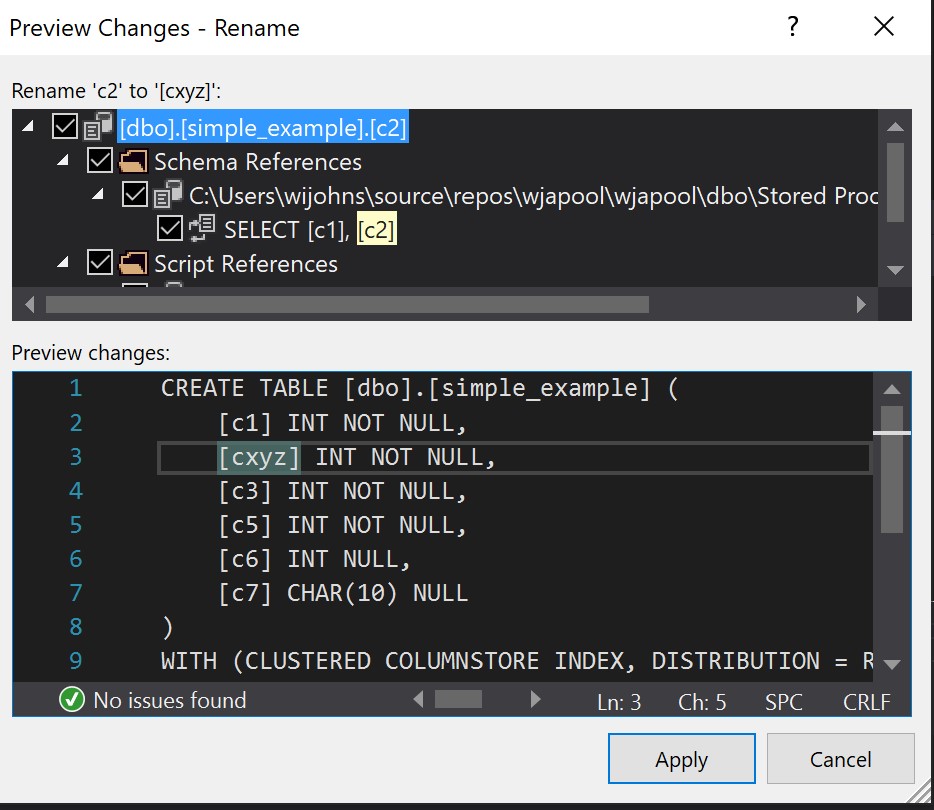 Preview Changes - Rename
?
Rename 'c2' to '[cxyz]':
[dbo].[simple_example].[c2]
Schema References
C:\Users\wijohns\source\repos\wjapool\wjapool\dbo\Stored Proc
SELECT [c1], [c2]
Script References
Preview changes:
1 CREATE TABLE [dbo].[simple_example] (
2 [c1] INT NOT NULL,
3 [cxyz] INT NOT NULL,
4 [c3] INT NOT NULL,
5 [c5] INT NOT NULL,
6 [c6] INT NULL,
7 [c7] CHAR(10) NULL
8 )
9 WITH (CLUSTERED COLUMNSTORE INDEX, DISTRIBUTION = R
No issues found Ln: 3 Ch: 5 SPC CRLF
Apply Cancel